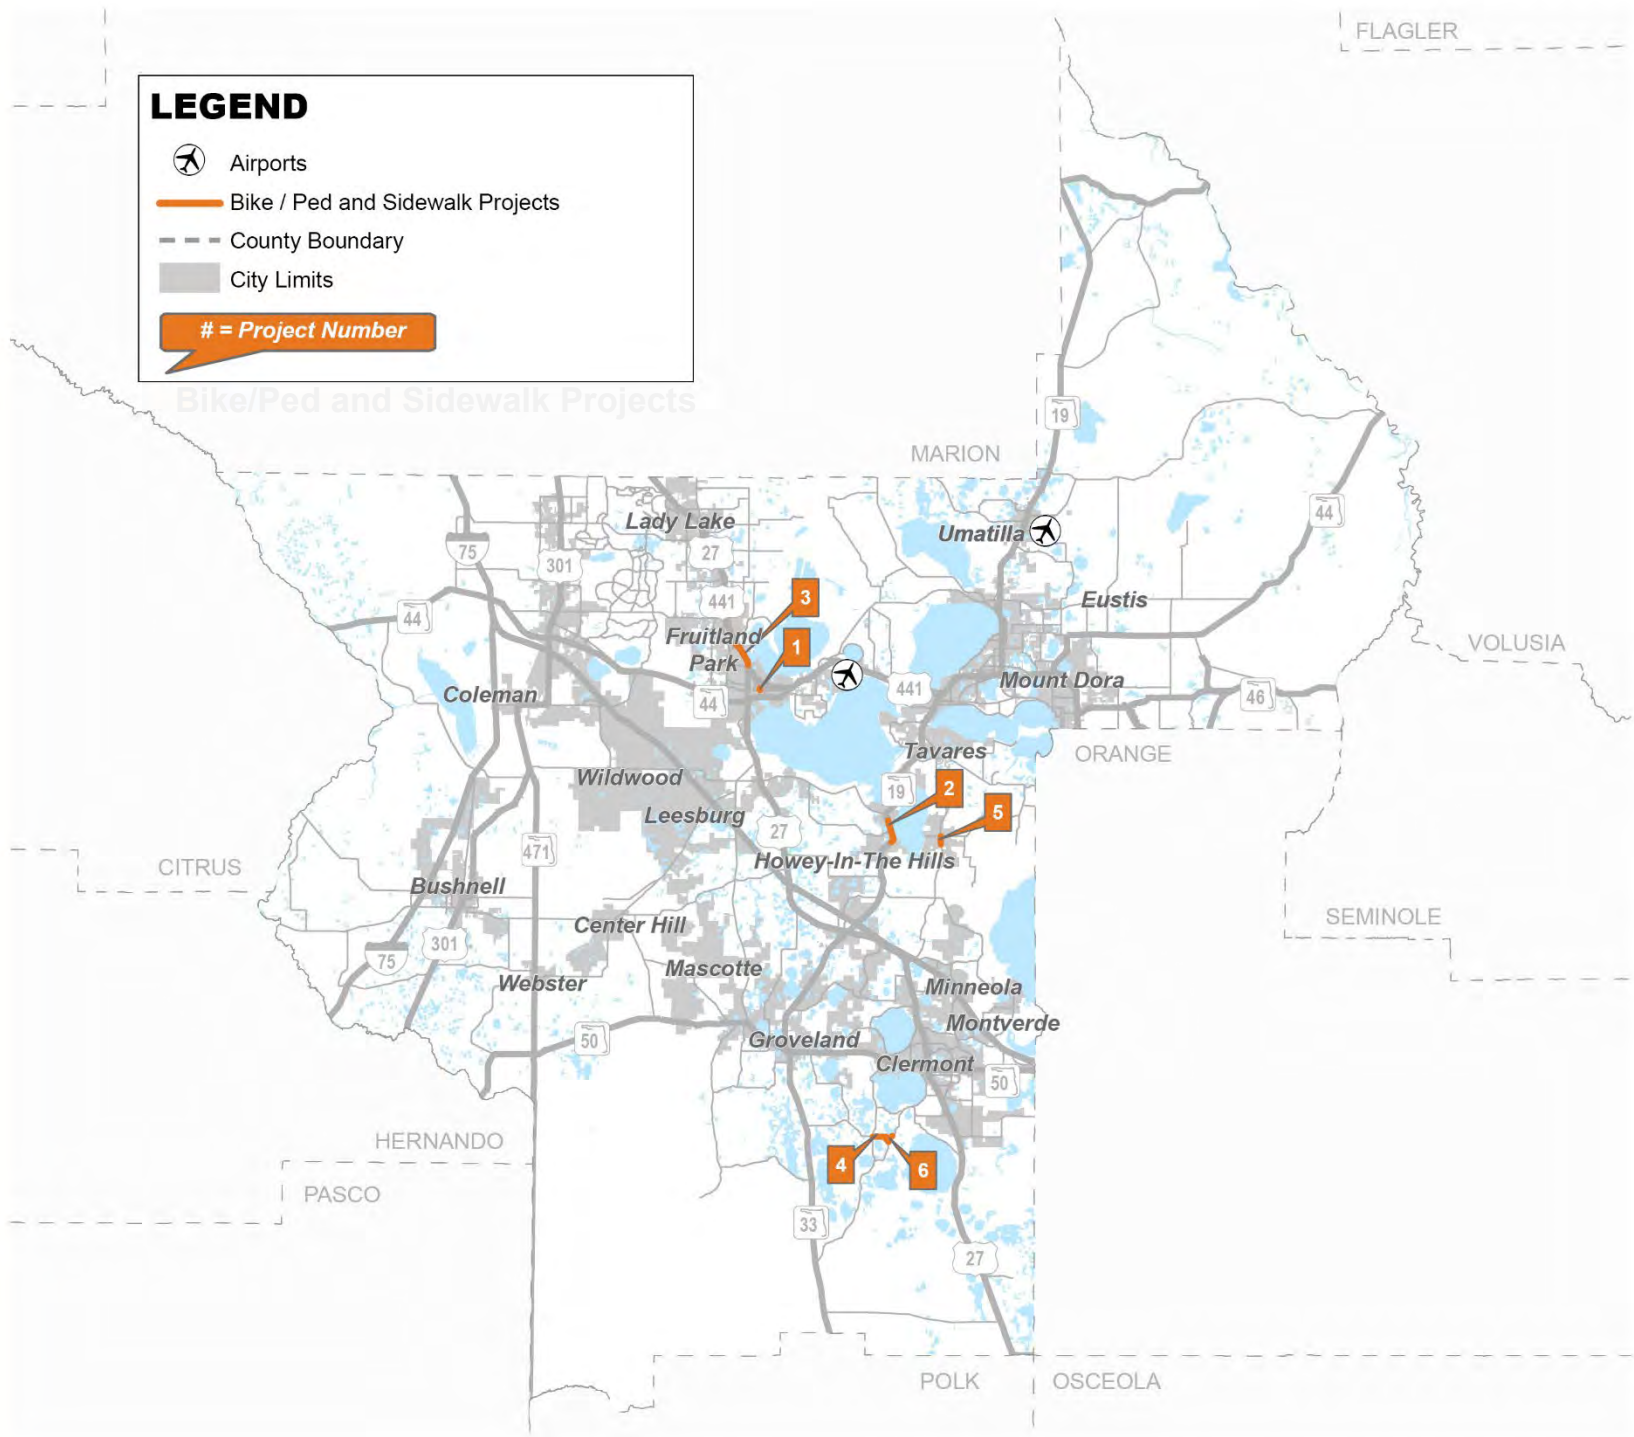 FLAGLER
LEGEND
Airports
Bike / Ped and Sidewalk Projects
County Boundary
City Limits
# = Project Number
Bike/Ped and Sidewalk Projects
19
MARION
44
Lady Lake
Umatilla
75
27
301
3
441
Eustis
44
Fruitland
Park
1
VOLUSIA
Coleman
44
441
Mount Dora
46
Tavares
ORANGE
Wildwood
19
2
Leesburg
5
27
471
Howey-In-The Hills
CITRUS
Bushnell
SEMINOLE
Center Hill
301
75
Mascotte
Webster
Minneola
Montverde
50
Groveland
Clermont
50
HERNANDO
4
6
PASCO
33
27
POLK
OSCEOLA